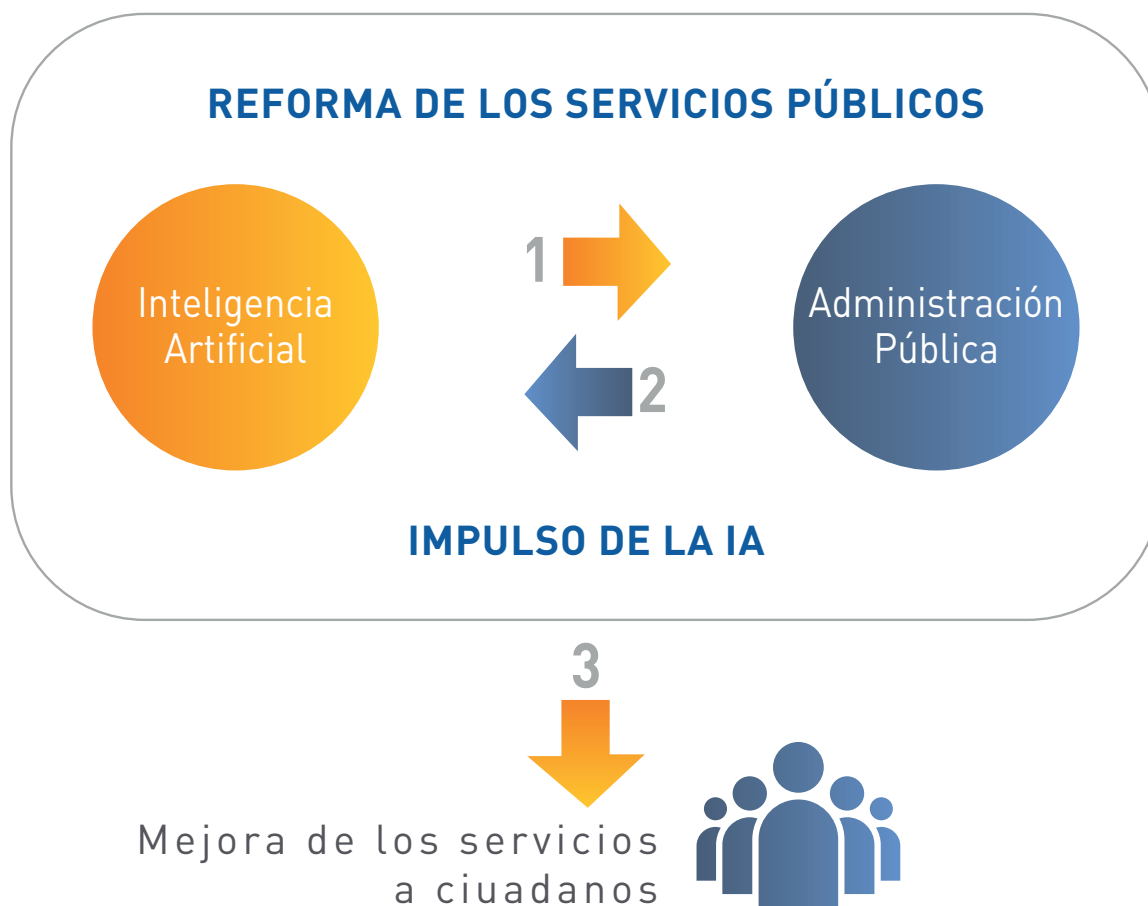 REFORMA DE LOS SERVICIOS PÚBLICOS
1
Inteligencia
Artificial
Administración
Pública
2
IMPULSO DE LA IA
3
Mejora de los servicios
a ciudadanos